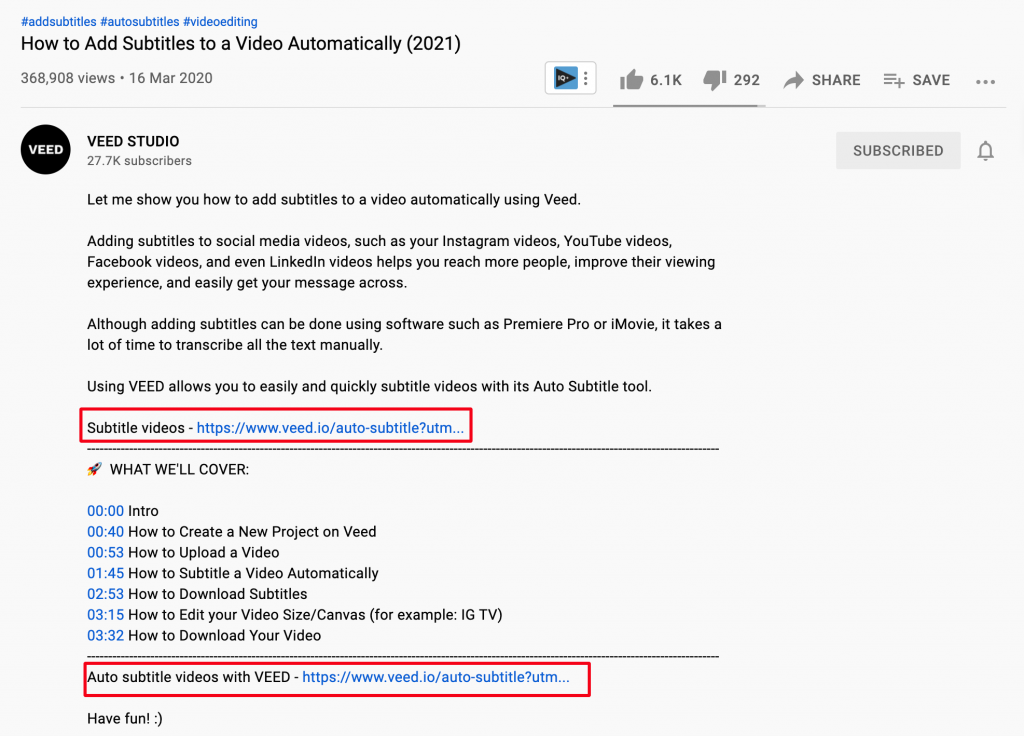 #addsubtitles #autosubtitles #videoediting
How to Add Subtitles to a Video Automatically (2021)
368,908 views • 16 Mar 2020
IQ
6.1K
292
SHARE
SAVE
VEED
VEED STUDIO
27.7K subscribers
SUBSCRIBED
Let me show you how to add subtitles to a video automatically using Veed.
Adding subtitles to social media videos, such as your Instagram videos, YouTube videos,
Facebook videos, and even LinkedIn videos helps you reach more people, improve their viewing
experience, and easily get your message across.
Although adding subtitles can be done using software such as Premiere Pro or iMovie, it takes a
lot of time to transcribe all the text manually.
Using VEED allows you to easily and quickly subtitle videos with its Auto Subtitle tool.
Subtitle videos - https://www.veed.io/auto-subtitle?utm...
🚀 WHAT WE'LL COVER:
00:00 Intro
00:40 How to Create a New Project on Veed
00:53 How to Upload a Video
01:45 How to Subtitle a Video Automatically
02:53 How to Download Subtitles
03:15 How to Edit your Video Size/Canvas (for example: IG TV)
03:32 How to Download Your Video
Auto subtitle videos with VEED - https://www.veed.io/auto-subtitle?utm...
Have fun! :)